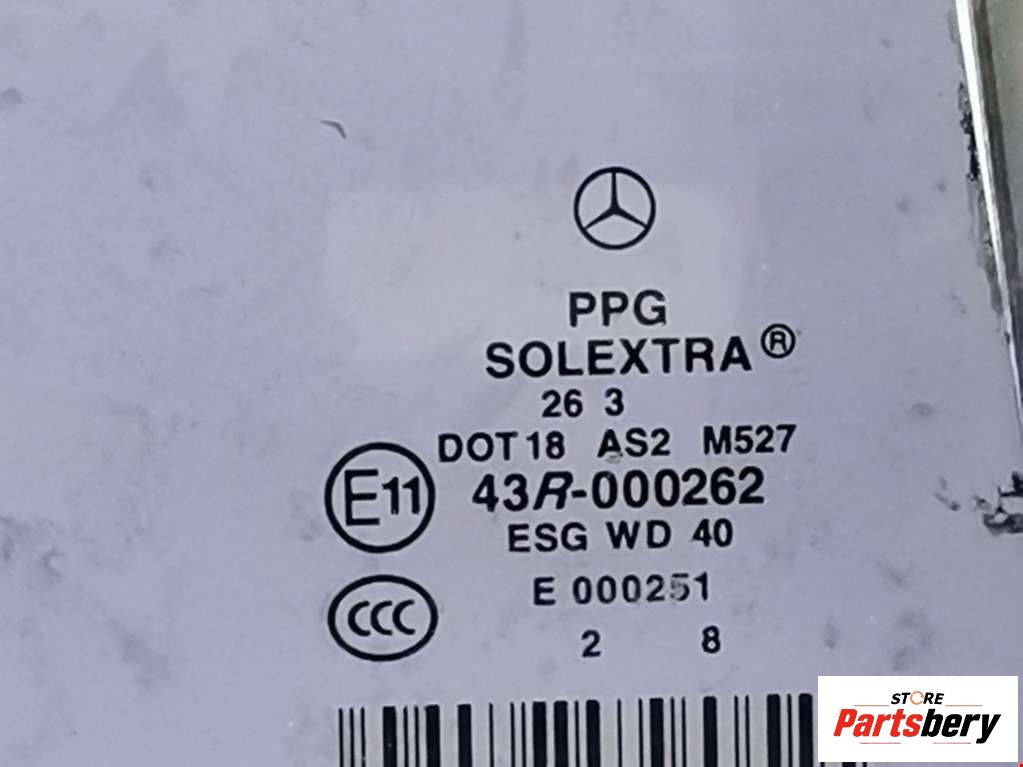 PPG
SOLEXTRA®
26 3
DOT 18 AS2 M527
E11 43R-000262
ESG WD 40
CCC E 000251
2 8
STORE
Partsbery